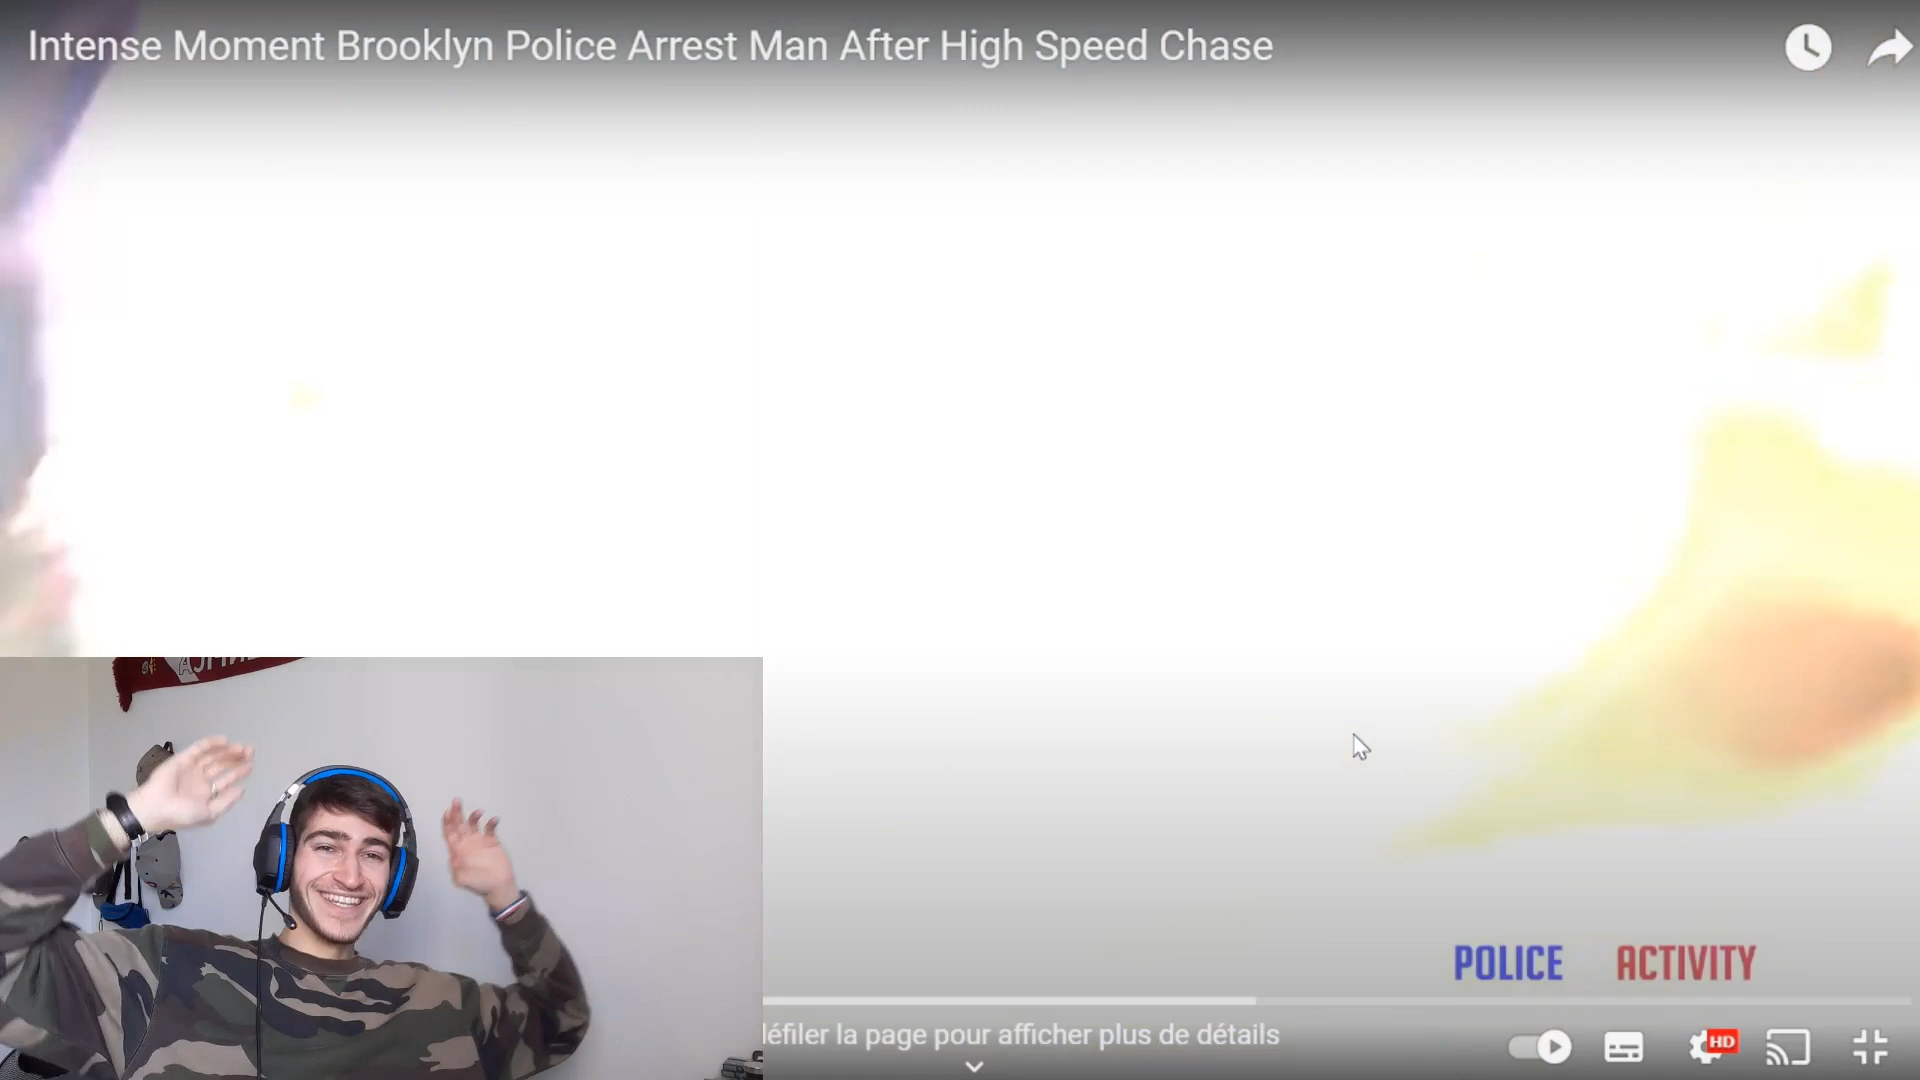 Intense Moment Brooklyn Police Arrest Man After High Speed Chase
POLICE ACTIVITY
défiler la page pour afficher plus de détails
HD